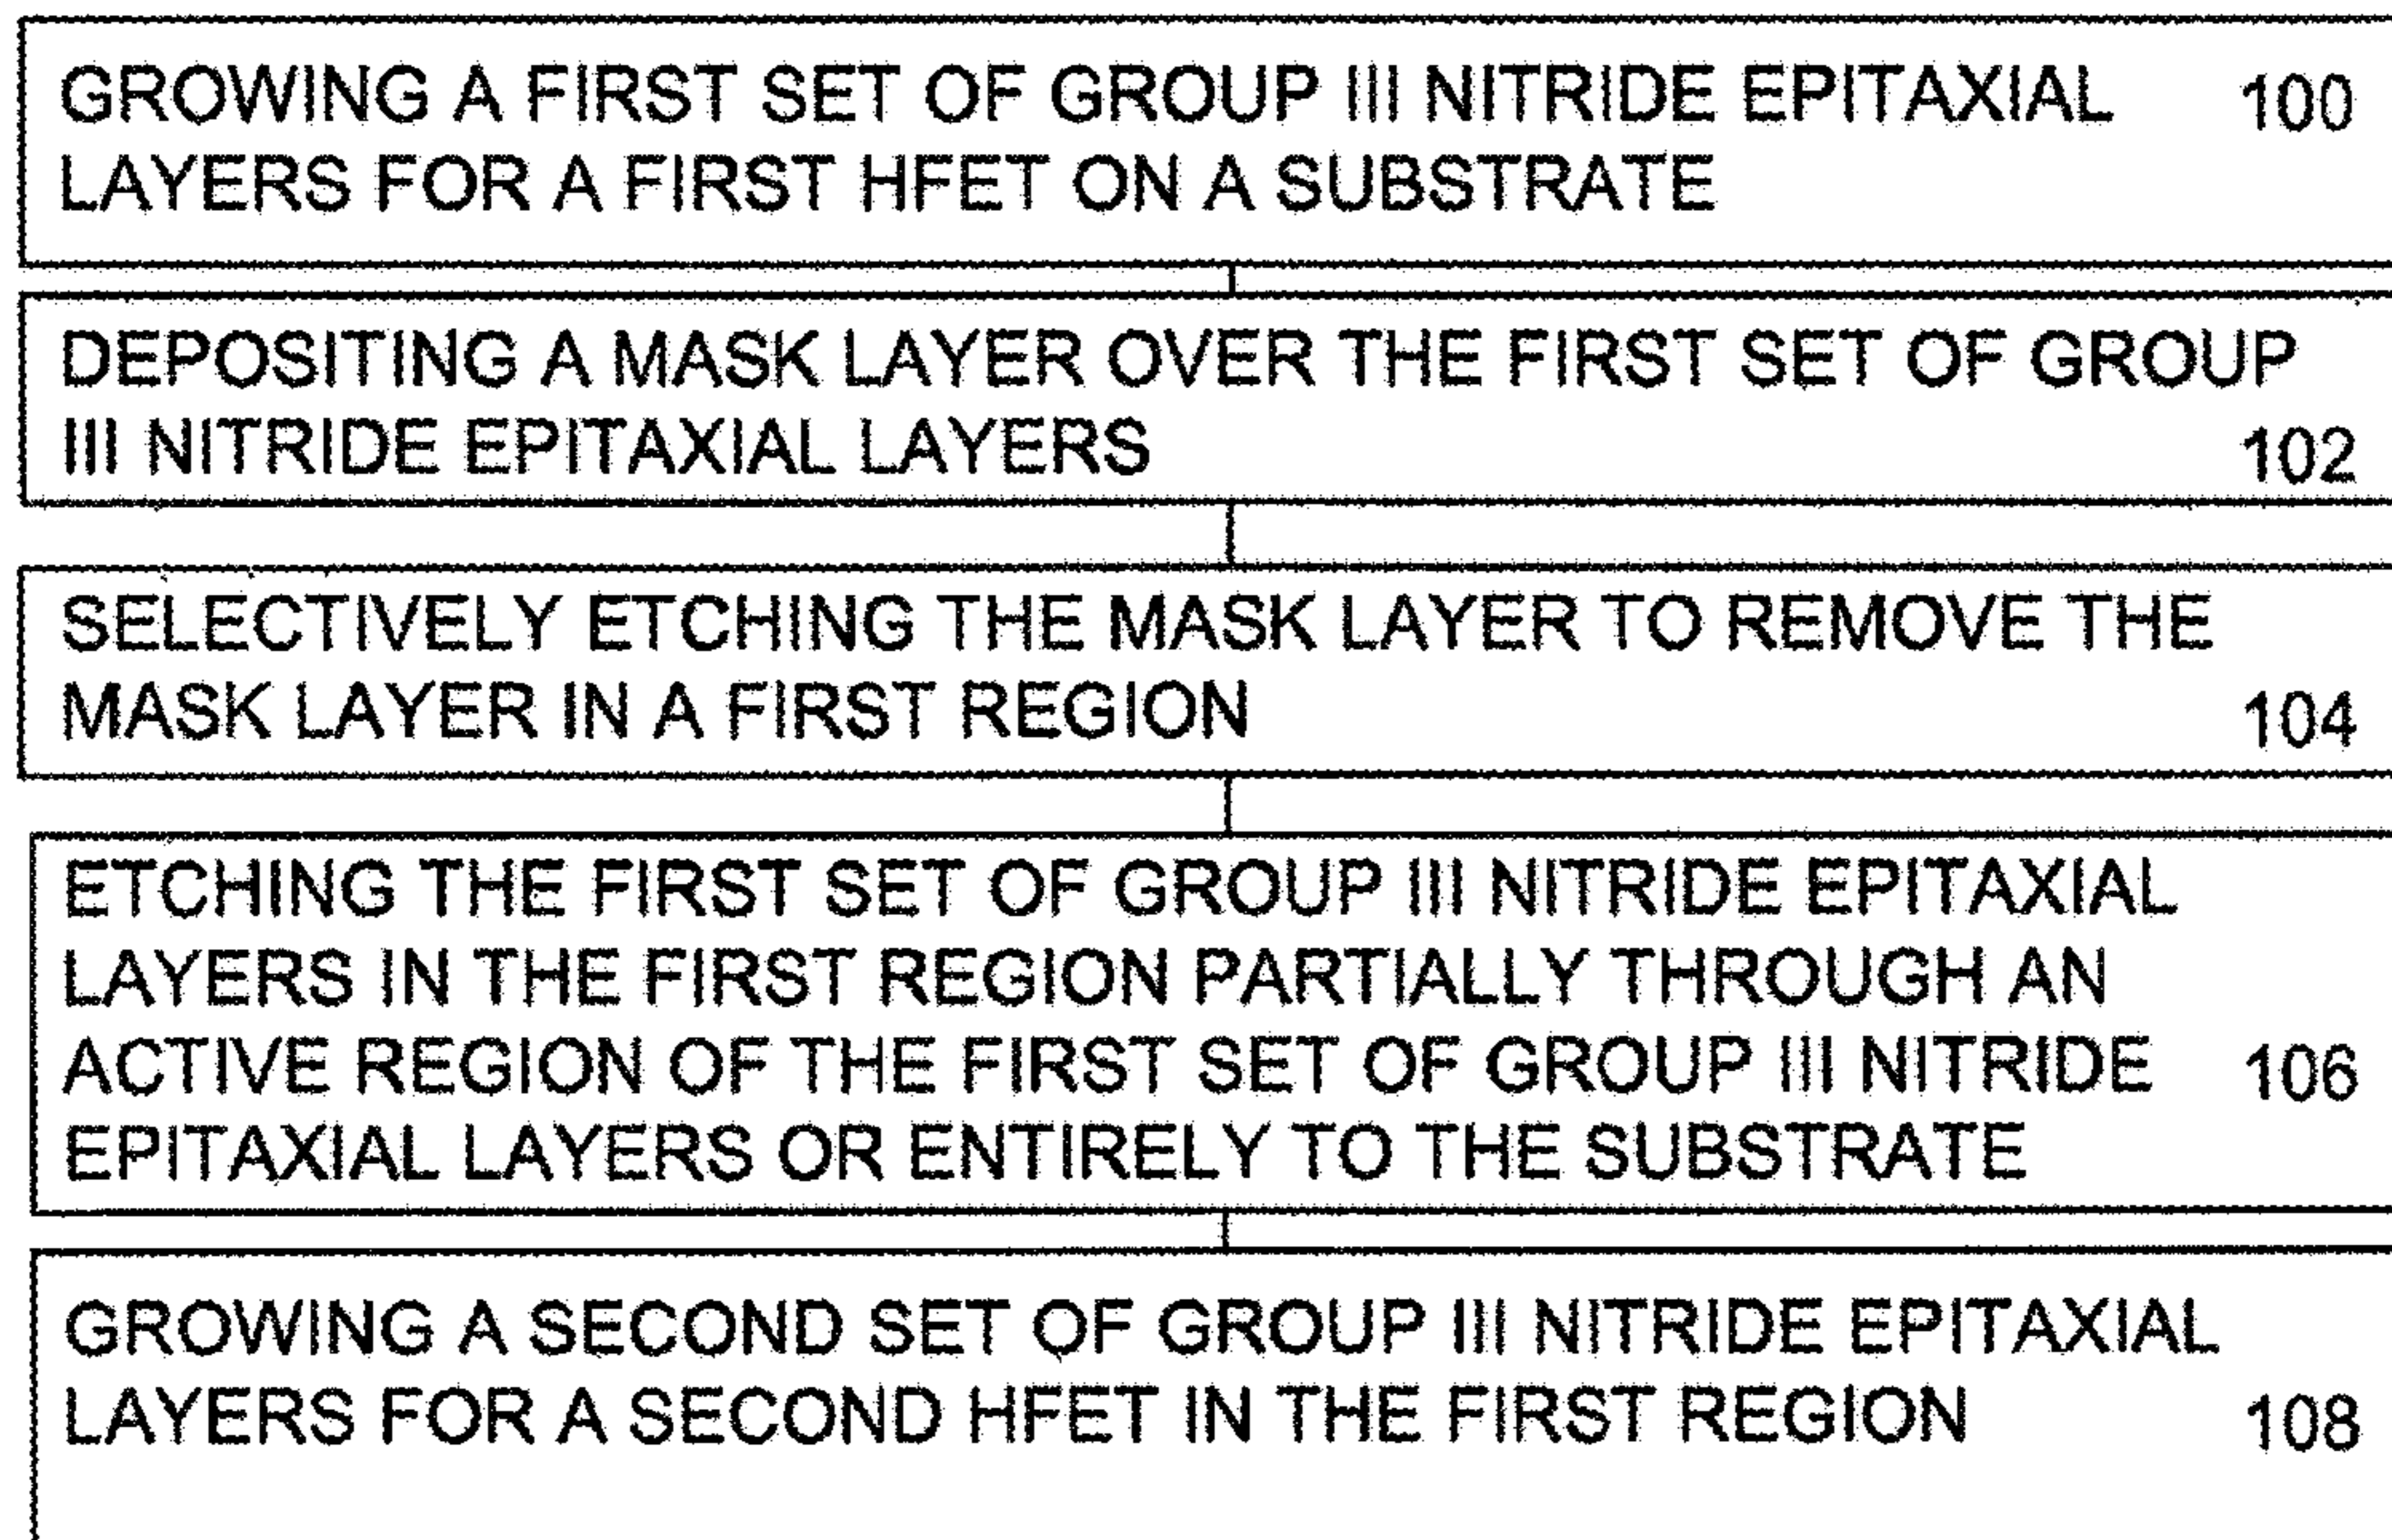 GROWING A FIRST SET OF GROUP III NITRIDE EPITAXIAL 100
LAYERS FOR A FIRST HFET ON A SUBSTRATE
DEPOSITING A MASK LAYER OVER THE FIRST SET OF GROUP
III NITRIDE EPITAXIAL LAYERS 102
SELECTIVELY ETCHING THE MASK LAYER TO REMOVE THE
MASK LAYER IN A FIRST REGION 104
ETCHING THE FIRST SET OF GROUP III NITRIDE EPITAXIAL
LAYERS IN THE FIRST REGION PARTIALLY THROUGH AN
ACTIVE REGION OF THE FIRST SET OF GROUP III NITRIDE 106
EPITAXIAL LAYERS OR ENTIRELY TO THE SUBSTRATE
GROWING A SECOND SET OF GROUP III NITRIDE EPITAXIAL
LAYERS FOR A SECOND HFET IN THE FIRST REGION 108